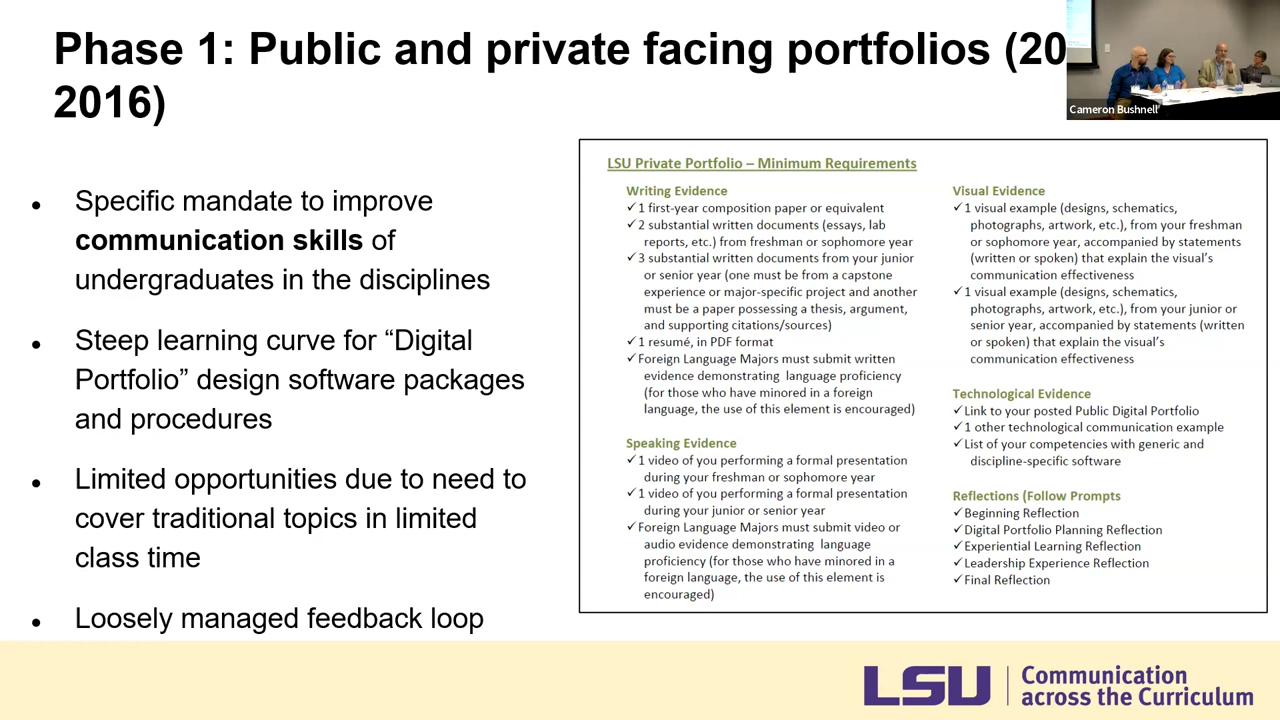 Phase 1: Public and private facing portfolios (20
2016)
Cameron Bushnell
Specific mandate to improve
communication skills of
undergraduates in the disciplines
Steep learning curve for “Digital
Portfolio” design software packages
and procedures
Limited opportunities due to need to
cover traditional topics in limited
class time
Loosely managed feedback loop
LSU Private Portfolio – Minimum Requirements
Writing Evidence
✓1 first-year composition paper or equivalent
✓2 substantial written documents (essays, lab
reports, etc.) from freshman or sophomore year
✓3 substantial written documents from your junior
or senior year (one must be from a capstone
experience or major-specific project and another
must be a paper possessing a thesis, argument,
and supporting citations/sources)
✓1 resumé, in PDF format
✓Foreign Language Majors must submit written
evidence demonstrating language proficiency
(for those who have minored in a foreign
language, the use of this element is encouraged)
Speaking Evidence
✓1 video of you performing a formal presentation
during your freshman or sophomore year
✓1 video of you performing a formal presentation
during your junior or senior year
✓Foreign Language Majors must submit video or
audio evidence demonstrating language
proficiency (for those who have minored in a
foreign language, the use of this element is
encouraged)
Visual Evidence
✓1 visual example (designs, schematics,
photographs, artwork, etc.), from your freshman
or sophomore year, accompanied by statements
(written or spoken) that explain the visual’s
communication effectiveness
✓1 visual example (designs, schematics,
photographs, artwork, etc.), from your junior or
senior year, accompanied by statements (written
or spoken) that explain the visual’s
communication effectiveness
Technological Evidence
✓Link to your posted Public Digital Portfolio
✓1 other technological communication example
✓List of your competencies with generic and
discipline-specific software
Reflections (Follow Prompts
✓Beginning Reflection
✓Digital Portfolio Planning Reflection
✓Experiential Learning Reflection
✓Leadership Experience Reflection
✓Final Reflection
LSU
Communication
across the Curriculum